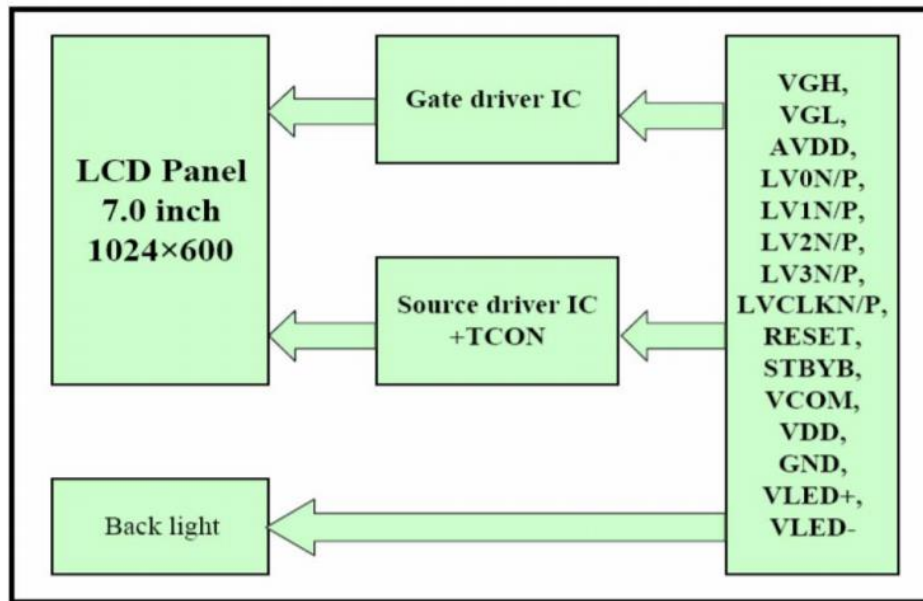 LCD Panel
7.0 inch
1024×600
Gate driver IC
Source driver IC
+TCON
Back light
VGH,
VGL,
AVDD,
LV0N/P,
LV1N/P,
LV2N/P,
LV3N/P,
LVCLKN/P,
RESET,
STBYB,
VCOM,
VDD,
GND,
VLED+,
VLED-